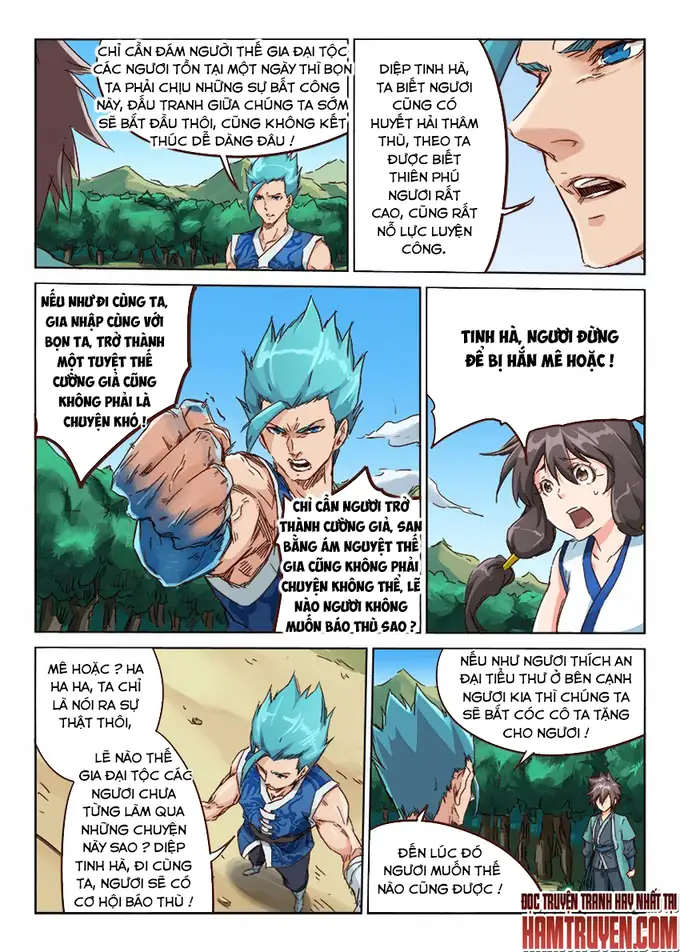 CHỈ CẦN ĐÁM NGƯỜI THẾ GIA ĐẠI TỘC
CÁC NGƯƠI TỒN TẠI MỘT NGÀY THÌ BỌN
TA PHẢI CHỊU NHỮNG SỰ BẤT CÔNG
NÀY, ĐẤU TRANH GIỮA CHÚNG TA SỚM
SẼ BẮT ĐẦU THÔI, CŨNG KHÔNG KẾT
THÚC DỄ DÀNG ĐÂU !
DIỆP TINH HÀ,
TA BIẾT NGƯƠI
CŨNG CÓ
HUYẾT HẢI THÂM
THÙ, THEO TA
ĐƯỢC BIẾT
THIÊN PHÚ
NGƯƠI RẤT
CAO, CŨNG RẤT
NỖ LỰC LUYỆN
CÔNG.
NẾU NHƯ ĐI CÙNG TA,
GIA NHẬP CÙNG VỚI
BỌN TA, TRỞ THÀNH
MỘT TUYỆT THẾ
CƯỜNG GIẢ CŨNG
KHÔNG PHẢI LÀ
CHUYỆN KHÓ !
CHỈ CẦN NGƯƠI TRỞ
THÀNH CƯỜNG GIẢ, SAN
BẰNG ÁM NGUYỆT THẾ
GIA CŨNG KHÔNG PHẢI
CHUYỆN KHÔNG THỂ, LẼ
NÀO NGƯƠI KHÔNG
MUỐN BÁO THÙ SAO ?
TINH HÀ, NGƯƠI ĐỪNG
ĐỂ BỊ HẮN MÊ HOẶC !
MÊ HOẶC ? HA
HA HA, TA CHỈ
LÀ NÓI RA SỰ
THẬT THÔI,
LẼ NÀO THẾ
GIA ĐẠI TỘC CÁC
NGƯƠI CHƯA
TỪNG LÀM QUA
NHỮNG CHUYỆN
NÀY SAO ? DIỆP
TINH HÀ, ĐI CÙNG
TA, NGƯƠI SẼ CÓ
CƠ HỘI BÁO THÙ !
NẾU NHƯ NGƯƠI THÍCH AN
ĐẠI TIỂU THƯ Ở BÊN CẠNH
NGƯƠI KIA THÌ CHÚNG TA
SẼ BẮT CÓC CÔ TA TẶNG
CHO NGƯƠI !
ĐẾN LÚC ĐÓ
NGƯƠI MUỐN THẾ
NÀO CŨNG ĐƯỢC !
ĐỌC TRUYỆN TRANH HAY NHẤT TẠI
HAMTRUYEN.COM